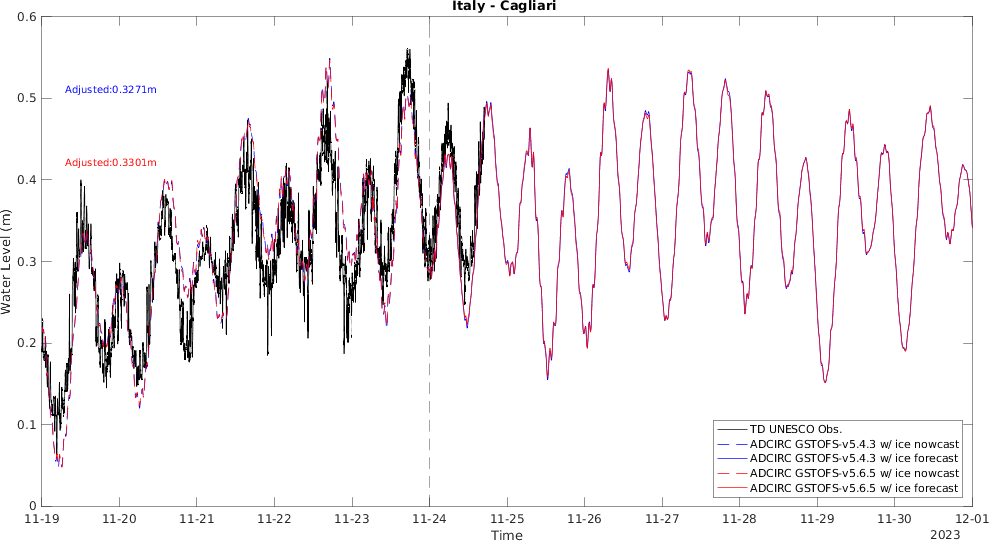 Italy - Cagliari
0.6
0.5
0.4
0.3
0.2
0.1
0
Water Level (m)
Adjusted:0.3271m
Adjusted:0.3301m
TD UNESCO Obs.
ADCIRC GSTOFS-v5.4.3 w/ ice nowcast
ADCIRC GSTOFS-v5.4.3 w/ ice forecast
ADCIRC GSTOFS-v5.6.5 w/ ice nowcast
ADCIRC GSTOFS-v5.6.5 w/ ice forecast
11-19 11-20 11-21 11-22 11-23 11-24 11-25 11-26 11-27 11-28 11-29 11-30 12-01
Time
2023